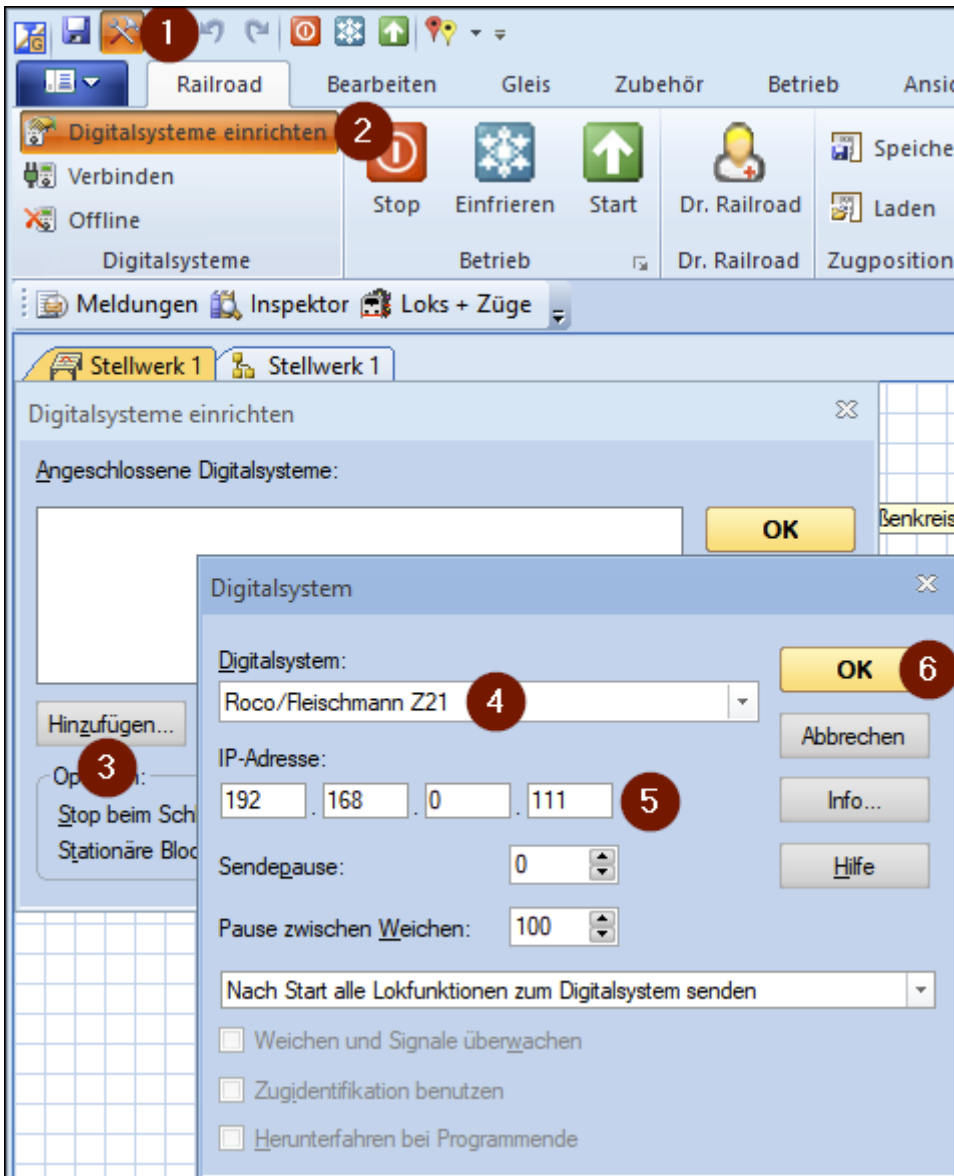 1
Railroad Bearbeiten Gleis Zubehör Betrieb
Digitalsysteme einrichten 2
Verbinden
Offline
Stop Einfrieren Start Dr. Railroad
Laden
Digitalsysteme Betrieb Dr. Railroad
Meldungen Inspektor Loks + Züge
Stellwerk 1 Stellwerk 1
Digitalsysteme einrichten
Angeschlossene Digitalsysteme:
OK
Digitalsystem
Digitalsystem:
Roco/Fleischmann Z21 4
OK 6
Hinzufügen...
3
Abbrechen
IP-Adresse:
192 . 168 . 0 . 111 5
Info...
Stop beim
Sendepause: 0
Hilfe
Pause zwischen Weichen: 100
Nach Start alle Lokfunktionen zum Digitalsystem senden
Weichen und Signale überwachen
Zugidentifikation benutzen
Herunterfahren bei Programmende